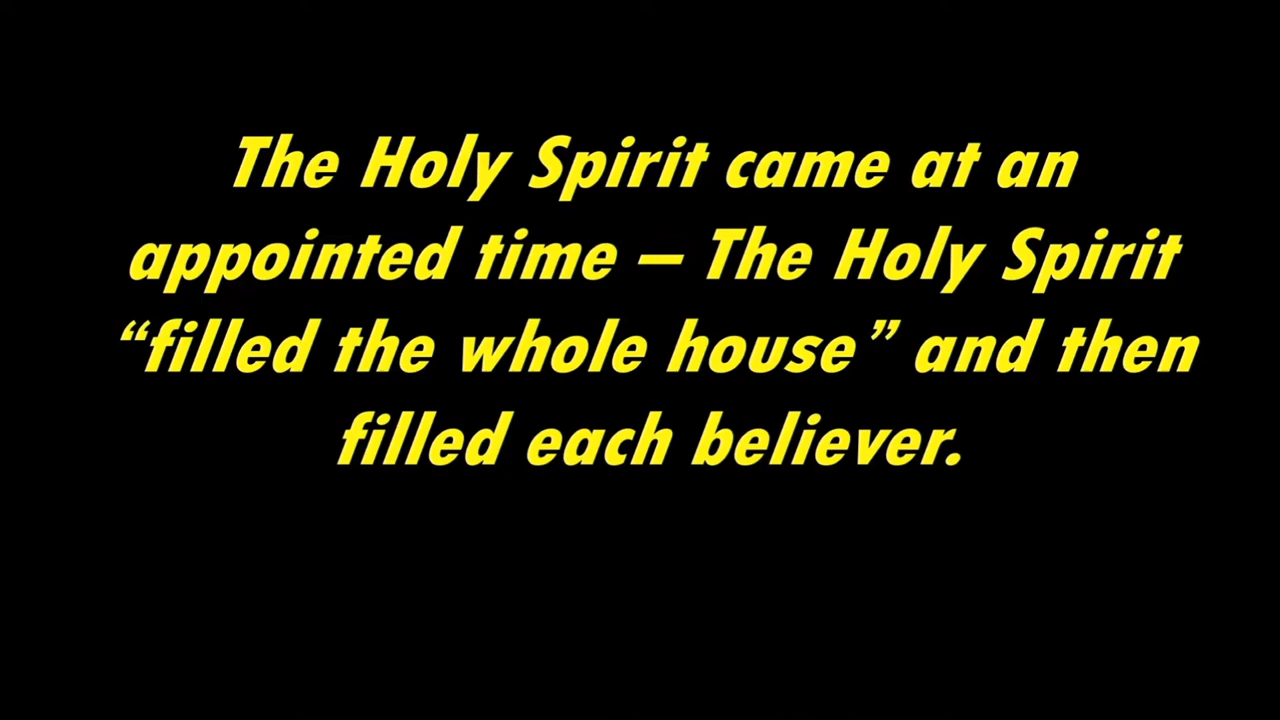 The Holy Spirit came at an
appointed time – The Holy Spirit
“filled the whole house” and then
filled each believer.